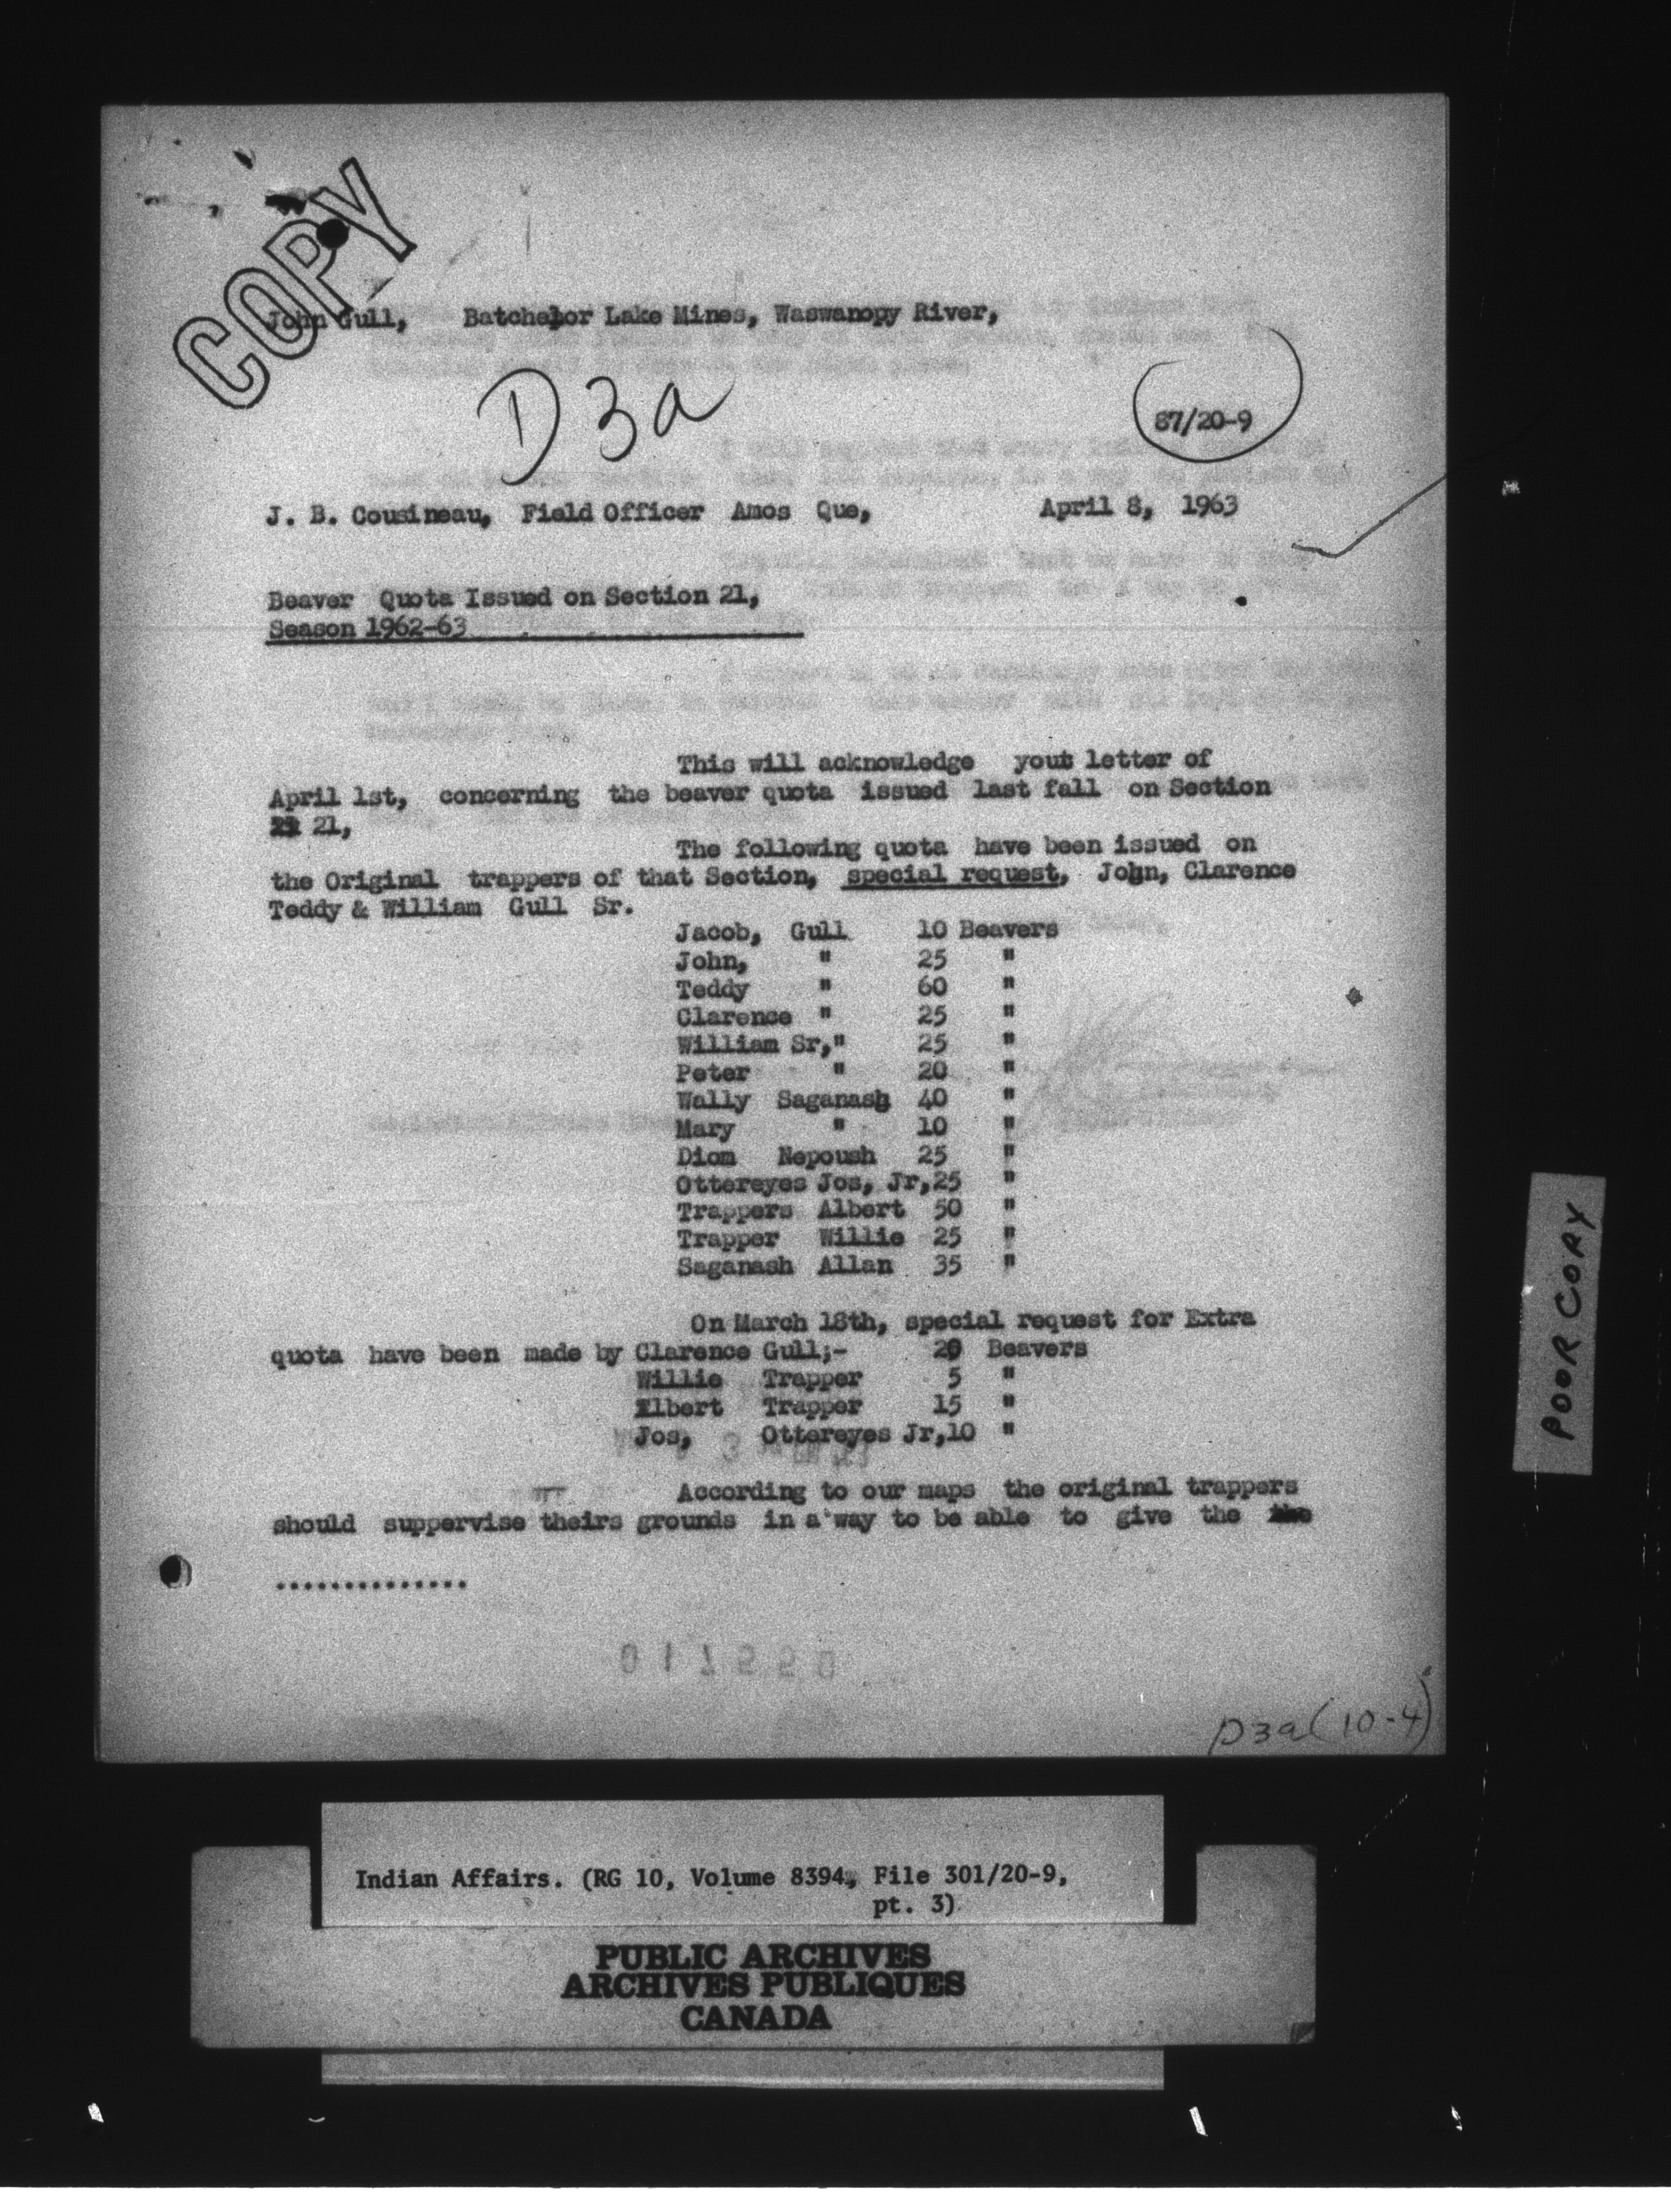 COPY
John Gull, Batchelor Lake Mines, Waswanopy River,
D3a
87/20-9
J. B. Cousineau, Field Officer Amos Que, April 8, 1963
Beaver Quota Issued on Section 21,
Season 1962-63
This will acknowledge yout letter of
April 1st, concerning the beaver quota issued last fall on Section
21,
The following quota have been issued on
the Original trappers of that Section, special request, John, Clarence
Teddy & William Gull Sr.
Jacob, Gull 10 Beavers
John, " 25 "
Teddy " 60 "
Clarence " 25 "
William Sr," 25 "
Peter " 20 "
Wally Saganash 40 "
Mary " 10 "
Diom Nepoush 25 "
Ottereyes Jos, Jr,25 "
Trappers Albert 50 "
Trapper Willie 25 "
Saganash Allan 35 "
On March 18th, special request for Extra
quota have been made by Clarence Gull;- 20 Beavers
Willie Trapper 5 "
Elbert Trapper 15 "
Jos, Ottereyes Jr,10 "
According to our maps the original trappers
should suppervise theirs grounds in a way to be able to give the the
..............
D3a(10-4)
POOR COPY
Indian Affairs. (RG 10, Volume 8394, File 301/20-9,
pt. 3)
PUBLIC ARCHIVES
ARCHIVES PUBLIQUES
CANADA